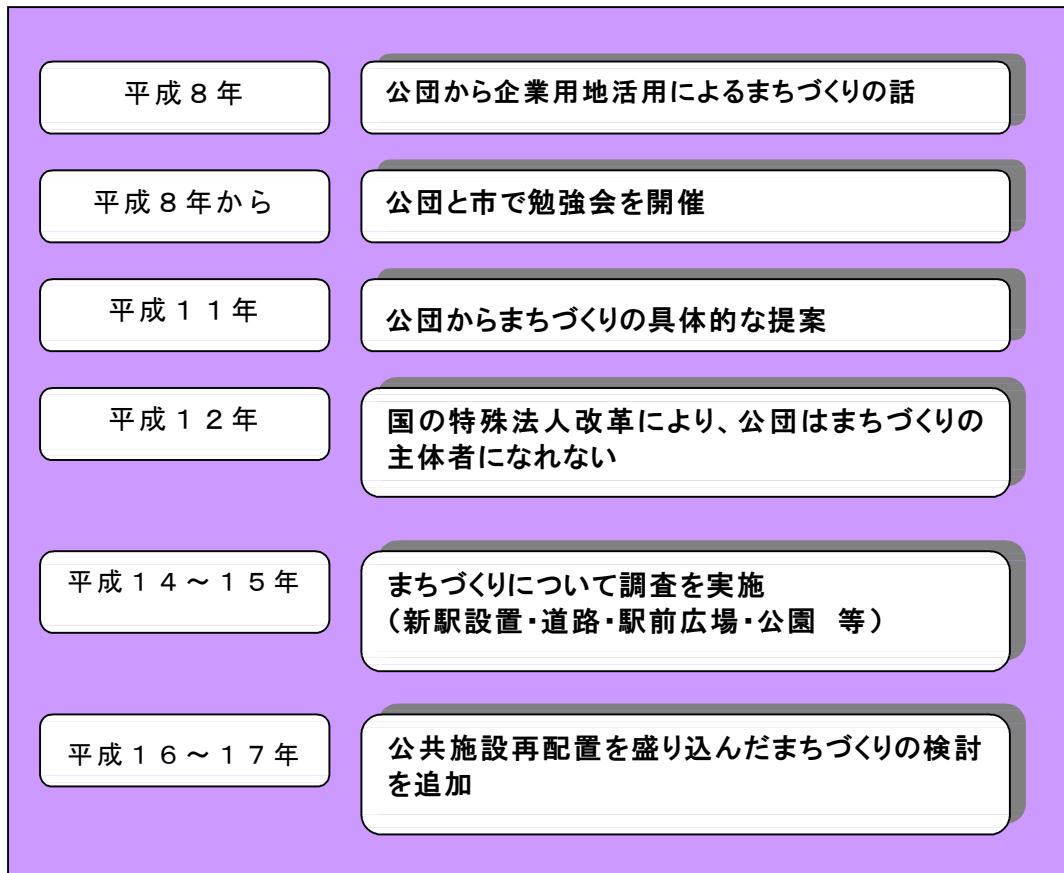 平成８年
公団から企業用地活用によるまちづくりの話
平成８年から
公団と市で勉強会を開催
平成１１年
公団からまちづくりの具体的な提案
平成１２年
国の特殊法人改革により、公団はまちづくりの
主体者になれない
平成１４～１５年
まちづくりについて調査を実施
（新駅設置・道路・駅前広場・公園　等）
平成１６～１７年
公共施設再配置を盛り込んだまちづくりの検討
を追加